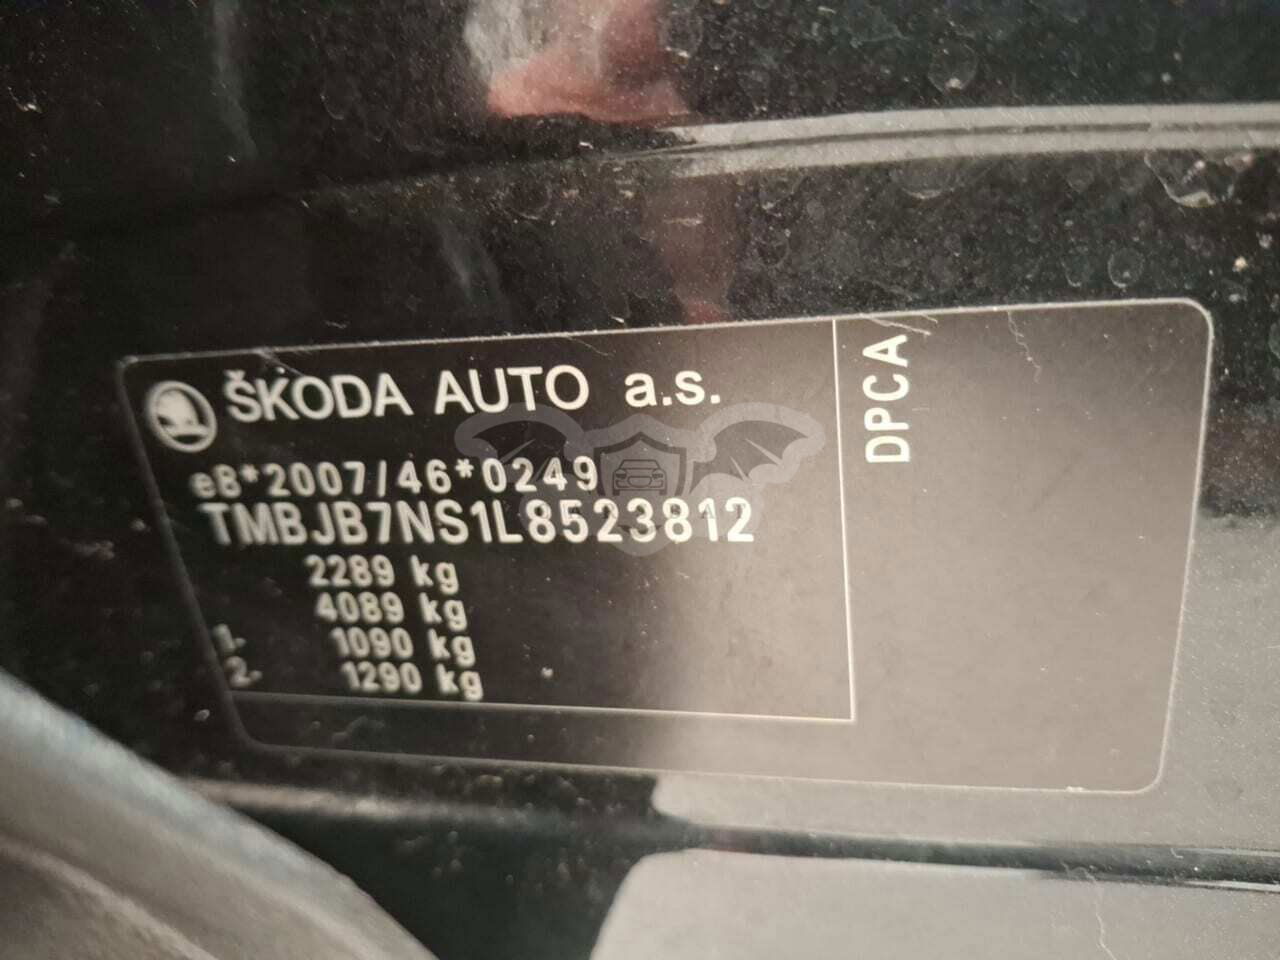 ŠKODA AUTO a.s.
e8*2007/46*0249
TMBJB7NS1L8523812
2289 kg
4089 kg
1. 1090 kg
2. 1290 kg
DPCA